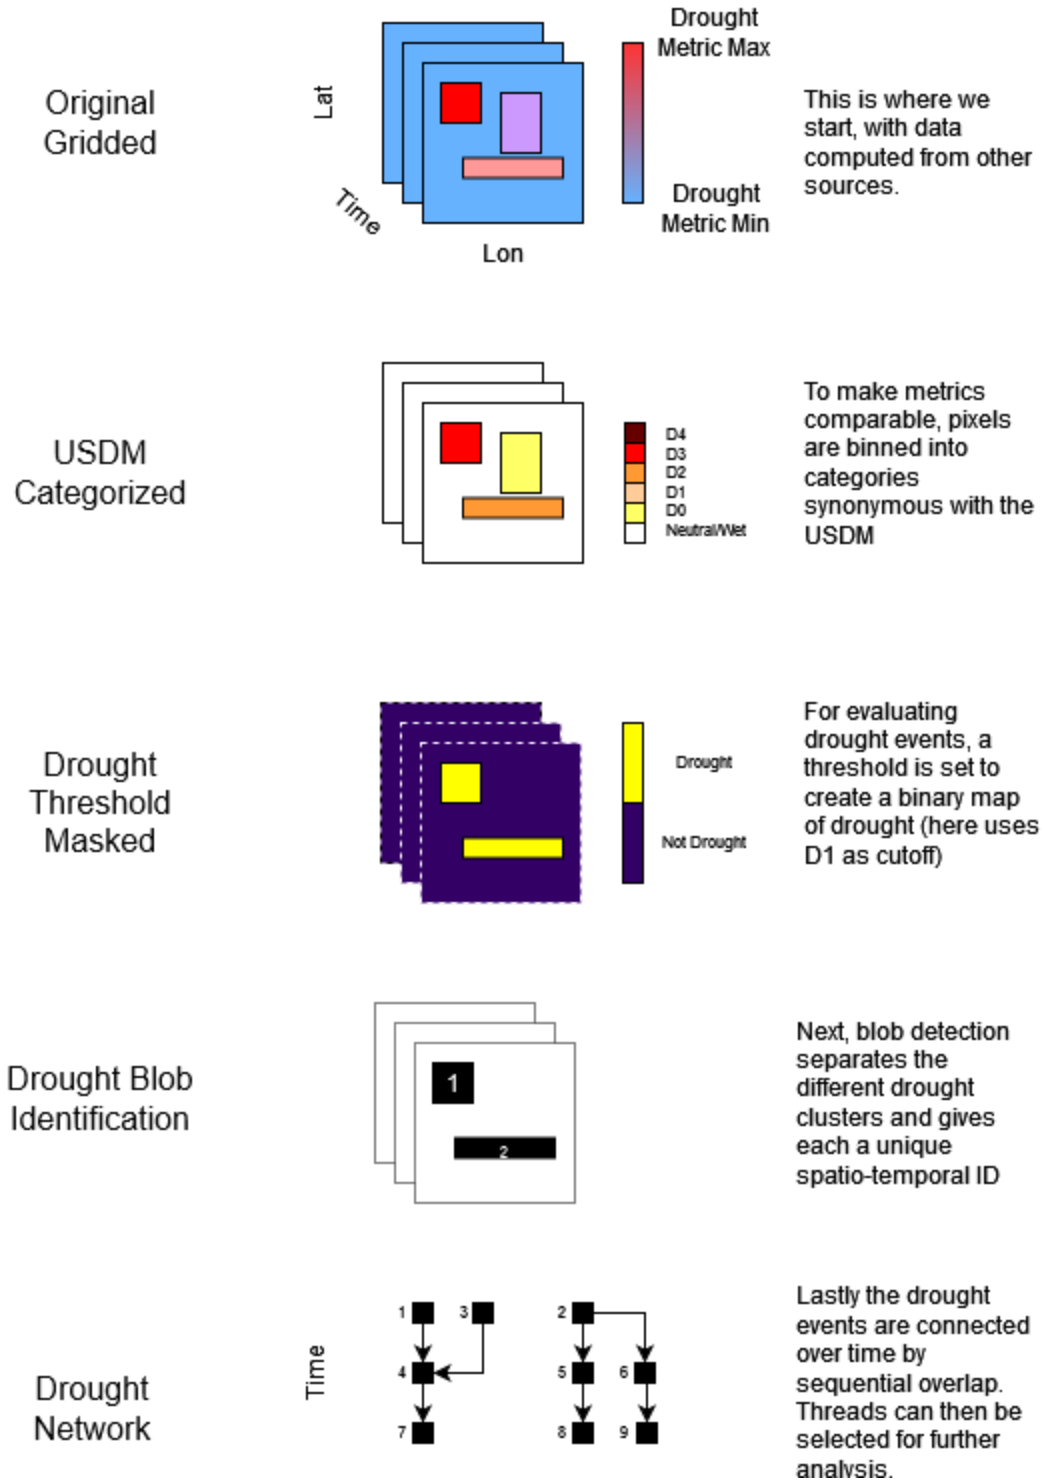 Original
Gridded
Lat
Time
Lon
Drought
Metric Max
Drought
Metric Min
This is where we
start, with data
computed from other
sources.
USDM
Categorized
D4
D3
D2
D1
D0
Neutral/Wet
To make metrics
comparable, pixels
are binned into
categories
synonymous with the
USDM
Drought
Threshold
Masked
Drought
Not Drought
For evaluating
drought events, a
threshold is set to
create a binary map
of drought (here uses
D1 as cutoff)
Drought Blob
Identification
1
2
Next, blob detection
separates the
different drought
clusters and gives
each a unique
spatio-temporal ID
Drought
Network
Time
1 3 2
4 5 6
7 8 9
Lastly the drought
events are connected
over time by
sequential overlap.
Threads can then be
selected for further
analysis.